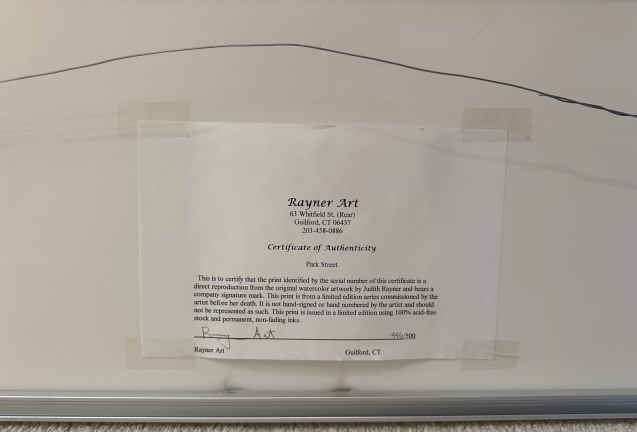 Rayner Art
63 Whitfield St. (Rear)
Guilford, CT 06437
203-458-0886
Certificate of Authenticity
Park Street
This is to certify that the print identified by the serial number of this certificate is a
direct reproduction from the original watercolor artwork by Judith Rayner and bears a
company signature mark. This print is from a limited edition series commissioned by the
artist before her death. It is not hand-signed or hand numbered by the artist and should
not be represented as such. This print is issued in a limited edition using 100% acid-free
stock and permanent, non-fading inks.
Art /500
Rayner Art Guilford, CT